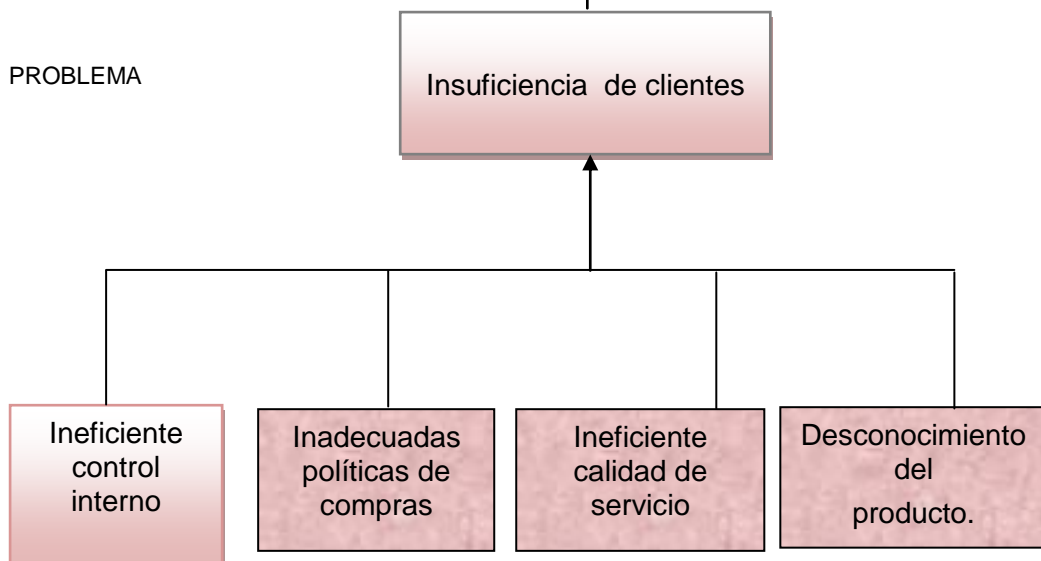 PROBLEMA
Insuficiencia de clientes
Ineficiente
control
interno
Inadecuadas
políticas de
compras
Ineficiente
calidad de
servicio
Desconocimiento
del
producto.